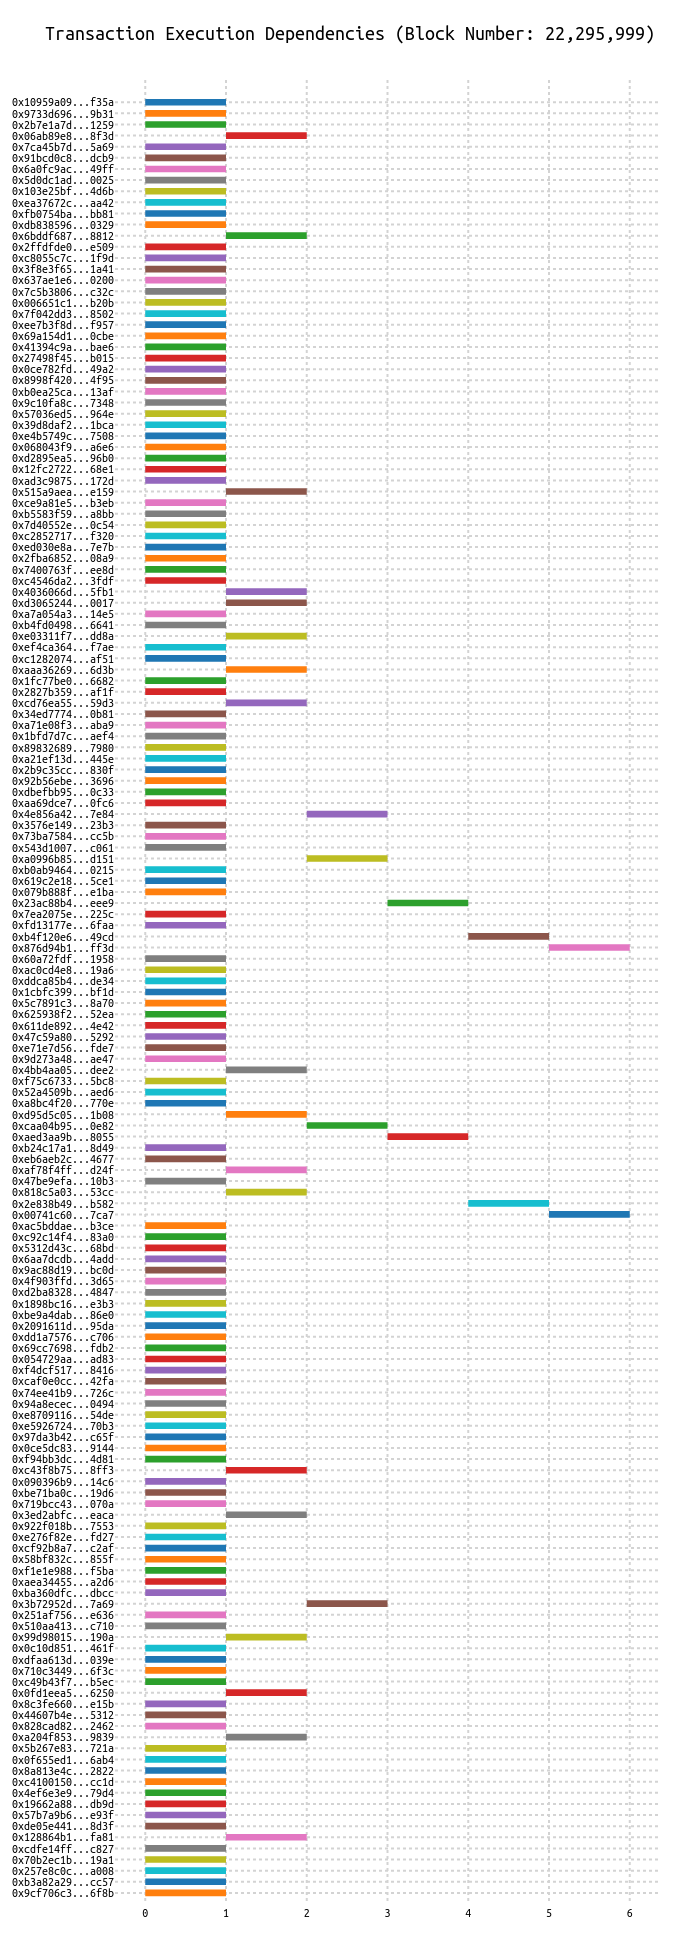 Transaction Execution Dependencies (Block Number: 22,295,999)
0x10959a09...f35a
0x9733d696...9b31
0x2b7e1a7d...1259
0x06ab89e8...8f3d
0x7ca45b7d...5a69
0x91bcd0c8...dcb9
0x6a0fc9ac...49ff
0x5d0dc1ad...0025
0x103e25bf...4d6b
0xea37672c...aa42
0xfb0754ba...bb81
0xdb838596...0329
0x6bddf687...8812
0x2ffdfde0...e509
0xc8055c7c...1f9d
0x3f8e3f65...1a41
0x637ae1e6...0200
0x7c5b3806...c32c
0x006651c1...b20b
0x7f042dd3...8502
0xee7b3f8d...f957
0x69a154d1...0cbe
0x41394c9a...bae6
0x27498f45...b015
0x0ce782fd...49a2
0x8998f420...4f95
0xb0ea25ca...13af
0x9c10fa8c...7348
0x57036ed5...964e
0x39d8daf2...1bca
0xe4b5749c...7508
0x068043f9...a6e6
0xd2895ea5...96b0
0x12fc2722...68e1
0xad3c9875...172d
0x515a9aea...e159
0xce9a81e5...b3eb
0xb5583f59...a8bb
0x7d40552e...0c54
0xc2852717...f320
0xed030e8a...7e7b
0x2fba6852...08a9
0x7400763f...ee8d
0xc4546da2...3fdf
0x4036066d...5fb1
0xd3065244...0017
0xa7a054a3...14e5
0xb4fd0498...6641
0xe03311f7...dd8a
0xef4ca364...f7ae
0xc1282074...af51
0xaaa36269...6d3b
0x1fc77be0...6682
0x2827b359...af1f
0xcd76ea55...59d3
0x34ed7774...0b81
0xa71e08f3...aba9
0x1bfd7d7c...aef4
0x89832689...7980
0xa21ef13d...445e
0x2b9c35cc...830f
0x92b56ebe...3696
0xdbefbb95...0c33
0xaa69dce7...0fc6
0x4e856a42...7e84
0x3576e149...23b3
0x73ba7584...cc5b
0x543d1007...c061
0xa0996b85...d151
0xb0ab9464...0215
0x619c2e18...5ce1
0x079b888f...e1ba
0x23ac88b4...eee9
0x7ea2075e...225c
0xfd13177e...6faa
0xb4f120e6...49cd
0x876d94b1...ff3d
0x60a72fdf...1958
0xac0cd4e8...19a6
0xddca85b4...de34
0x1cbfc399...bf1d
0x5c7891c3...8a70
0x625938f2...52ea
0x611de892...4e42
0x47c59a80...5292
0xe71e7d56...fde7
0x9d273a48...ae47
0x4bb4aa05...dee2
0xf75c6733...5bc8
0x52a4509b...aed6
0xa8bc4f20...770e
0xd95d5c05...1b08
0xcaa04b95...0e82
0xaed3aa9b...8055
0xb24c17a1...8d49
0xeb6aeb2c...4677
0xaf78f4ff...d24f
0x47be9efa...10b3
0x818c5a03...53cc
0x2e838b49...b582
0x00741c60...7ca7
0xac5bddae...b3ce
0xc92c14f4...83a0
0x5312d43c...68bd
0x6aa7dcdb...4add
0x9ac88d19...bc0d
0x4f903ffd...3d65
0xd2ba8328...4847
0x1898bc16...e3b3
0xbe9a4dab...86e0
0x2091611d...95da
0xdd1a7576...c706
0x69cc7698...fdb2
0x054729aa...ad83
0xf4dcf517...8416
0xcaf0e0cc...42fa
0x74ee41b9...726c
0x94a8ecec...0494
0xe8709116...54de
0xe5926724...70b3
0x97da3b42...c65f
0x0ce5dc83...9144
0xf94bb3dc...4d81
0xc43f8b75...8ff3
0x090396b9...14c6
0xbe71ba0c...19d6
0x719bcc43...070a
0x3ed2abfc...eaca
0x922f018b...7553
0xe276f82e...fd27
0xcf92b8a7...c2af
0x58bf832c...855f
0xf1e1e988...f5ba
0xaea34455...a2d6
0xba360dfc...dbcc
0x3b72952d...7a69
0x251af756...e636
0x510aa413...c710
0x99d98015...190a
0x0c10d851...461f
0xdfaa613d...039e
0x710c3449...6f3c
0xc49b43f7...b5ec
0x0fd1eea5...6250
0x8c3fe660...e15b
0x44607b4e...5312
0x828cad82...2462
0xa204f853...9839
0x5b267e83...721a
0x0f655ed1...6ab4
0x8a813e4c...2822
0xc4100150...cc1d
0x4ef6e3e9...79d4
0x19662a88...db9d
0x57b7a9b6...e93f
0xde05e441...8d3f
0x128864b1...fa81
0xcdfe14ff...c827
0x70b2ec1b...19a1
0x257e8c0c...a008
0xb3a82a29...cc57
0x9cf706c3...6f8b
0 1 2 3 4 5 6